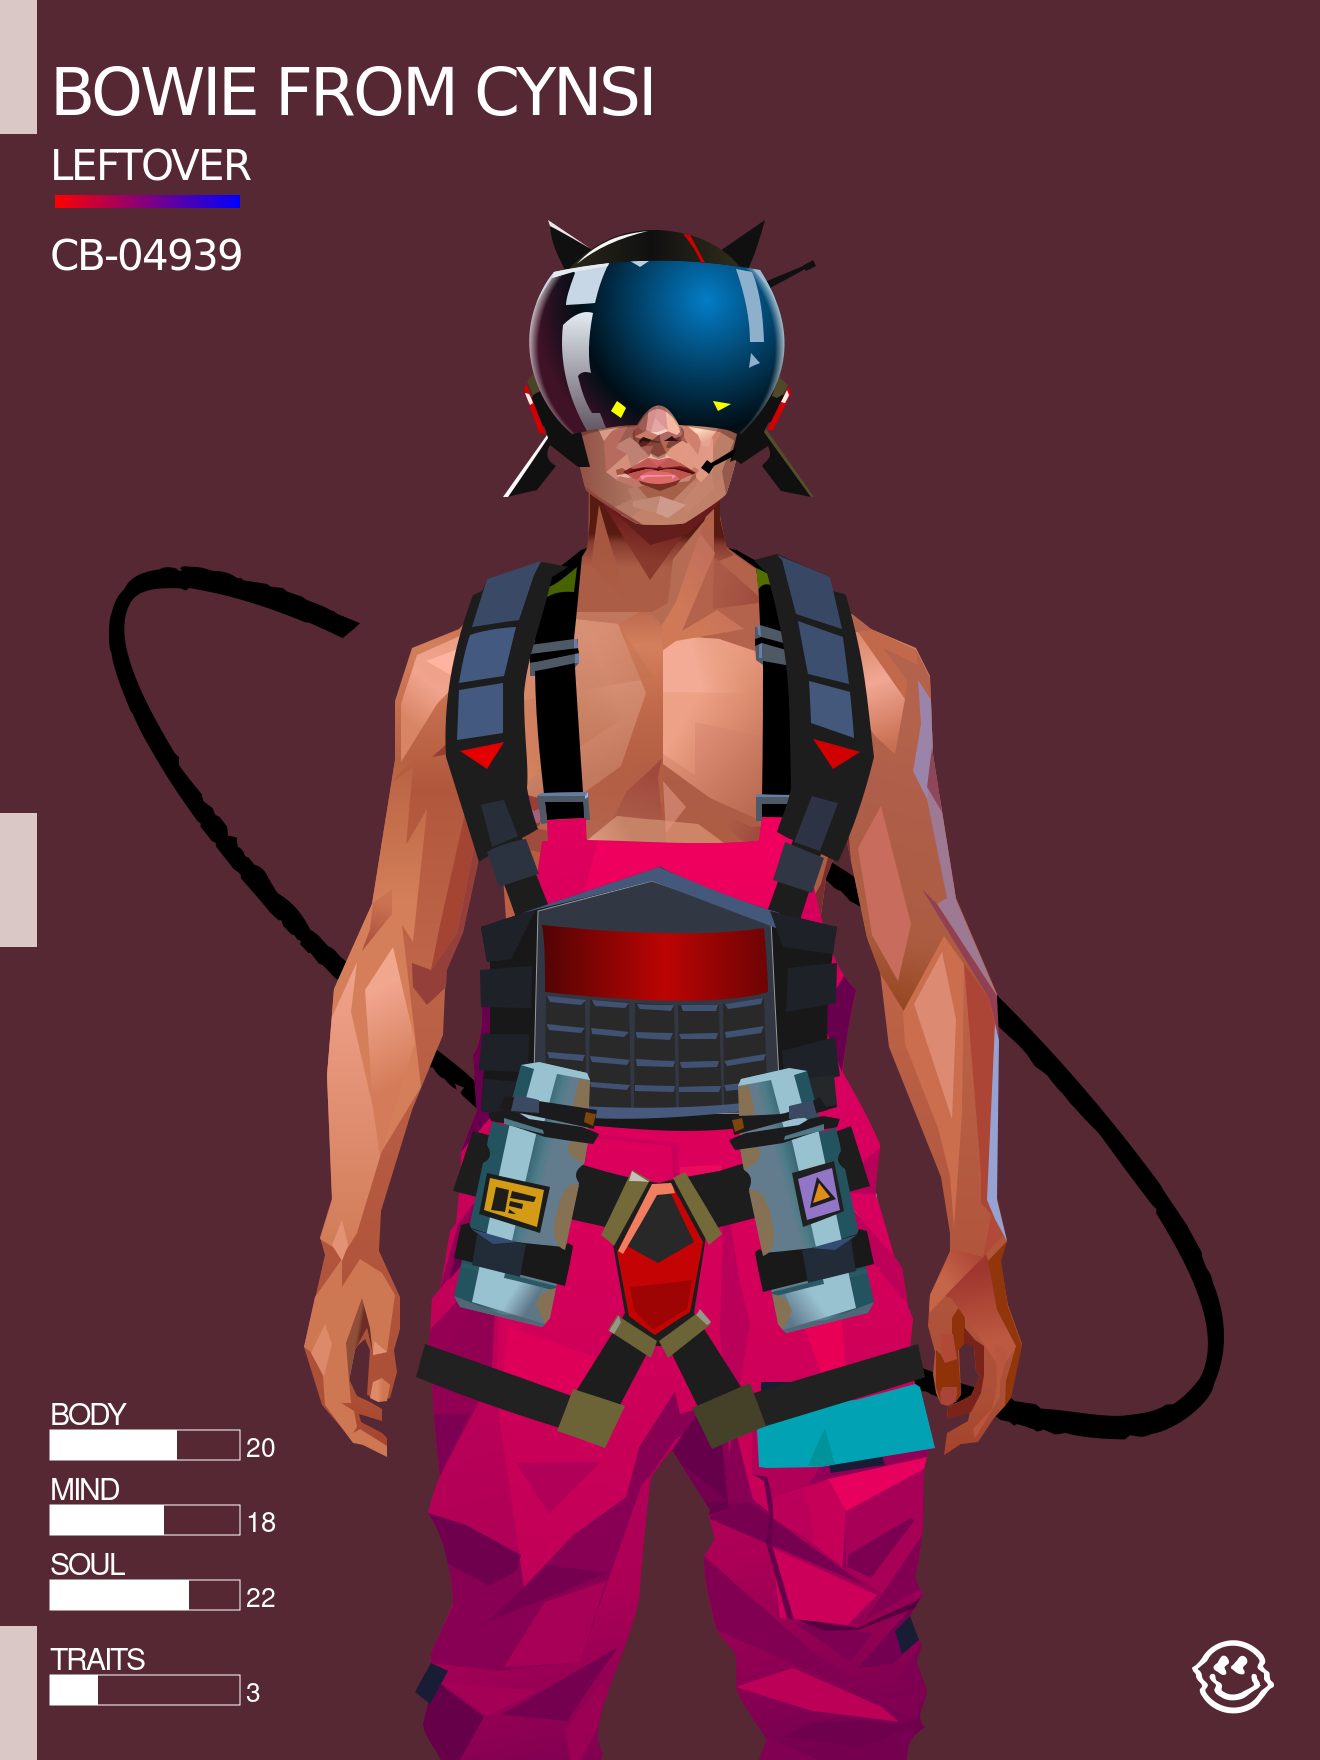 BOWIE FROM CYNSI
LEFTOVER
CB-04939
BODY
20
MIND
18
SOUL
22
TRAITS
3